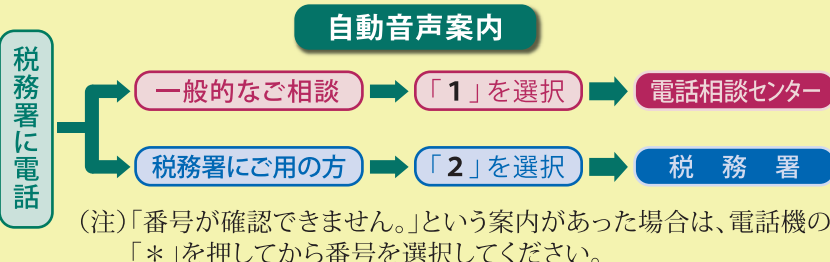 自動音声案内
税務署に電話
一般的なご相談
「1」を選択
電話相談センター
税務署にご用の方
「2」を選択
税務署
（注）「番号が確認できません。」という案内があった場合は、電話機の
「＊」を押してから番号を選択してください。